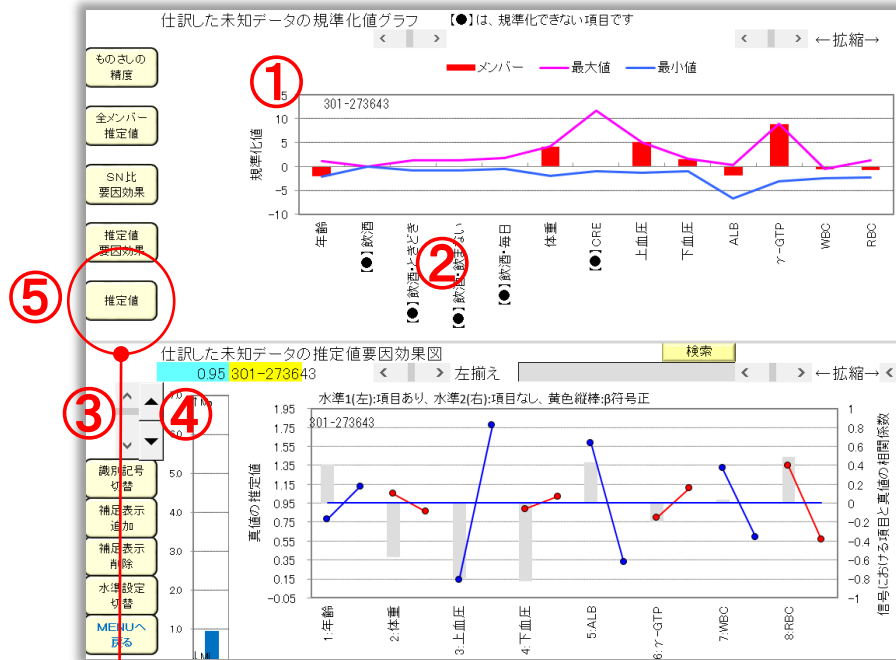 仕訳した未知データの規準化値グラフ 【●】は、規準化できない項目です
←拡縮→
メンバー 最大値 最小値
①
301-273643
規準化値
5
10
5
0
-5
-10
年齢
【●】飲酒
【●】飲酒・ときどき
【●】飲酒・飲まない
【●】飲酒・毎日
体重
【●】CRE
上血圧
下血圧
ALB
γ-GTP
WBC
RBC
②
ものさしの
精度
全メンバー
推定値
SN比
要因効果
推定値
要因効果
推定値
⑤
仕訳した未知データの推定値要因効果図
検索
0.95 301-273643 左揃え ←拡縮→
③
④
識別記号
切替
補足表示
追加
補足表示
削除
水準設定
切替
MENUへ
戻る
7.0
6.0
5.0
4.0
3.0
2.0
1.0
水準1(左):項目あり、水準2(右):項目なし、黄色縦棒:β符号正
301-273643
真値の推定値
1.95
1.75
1.55
1.35
1.15
0.95
0.75
0.55
0.35
0.15
-0.05
1
0.8
0.6
0.4
0.2
0
-0.2
-0.4
-0.6
-0.8
-1
信号における項目と真値の相関係数
1:年齢
2:体重
3:上血圧
4:下血圧
5:ALB
6:γ-GTP
7:WBC
8:RBC